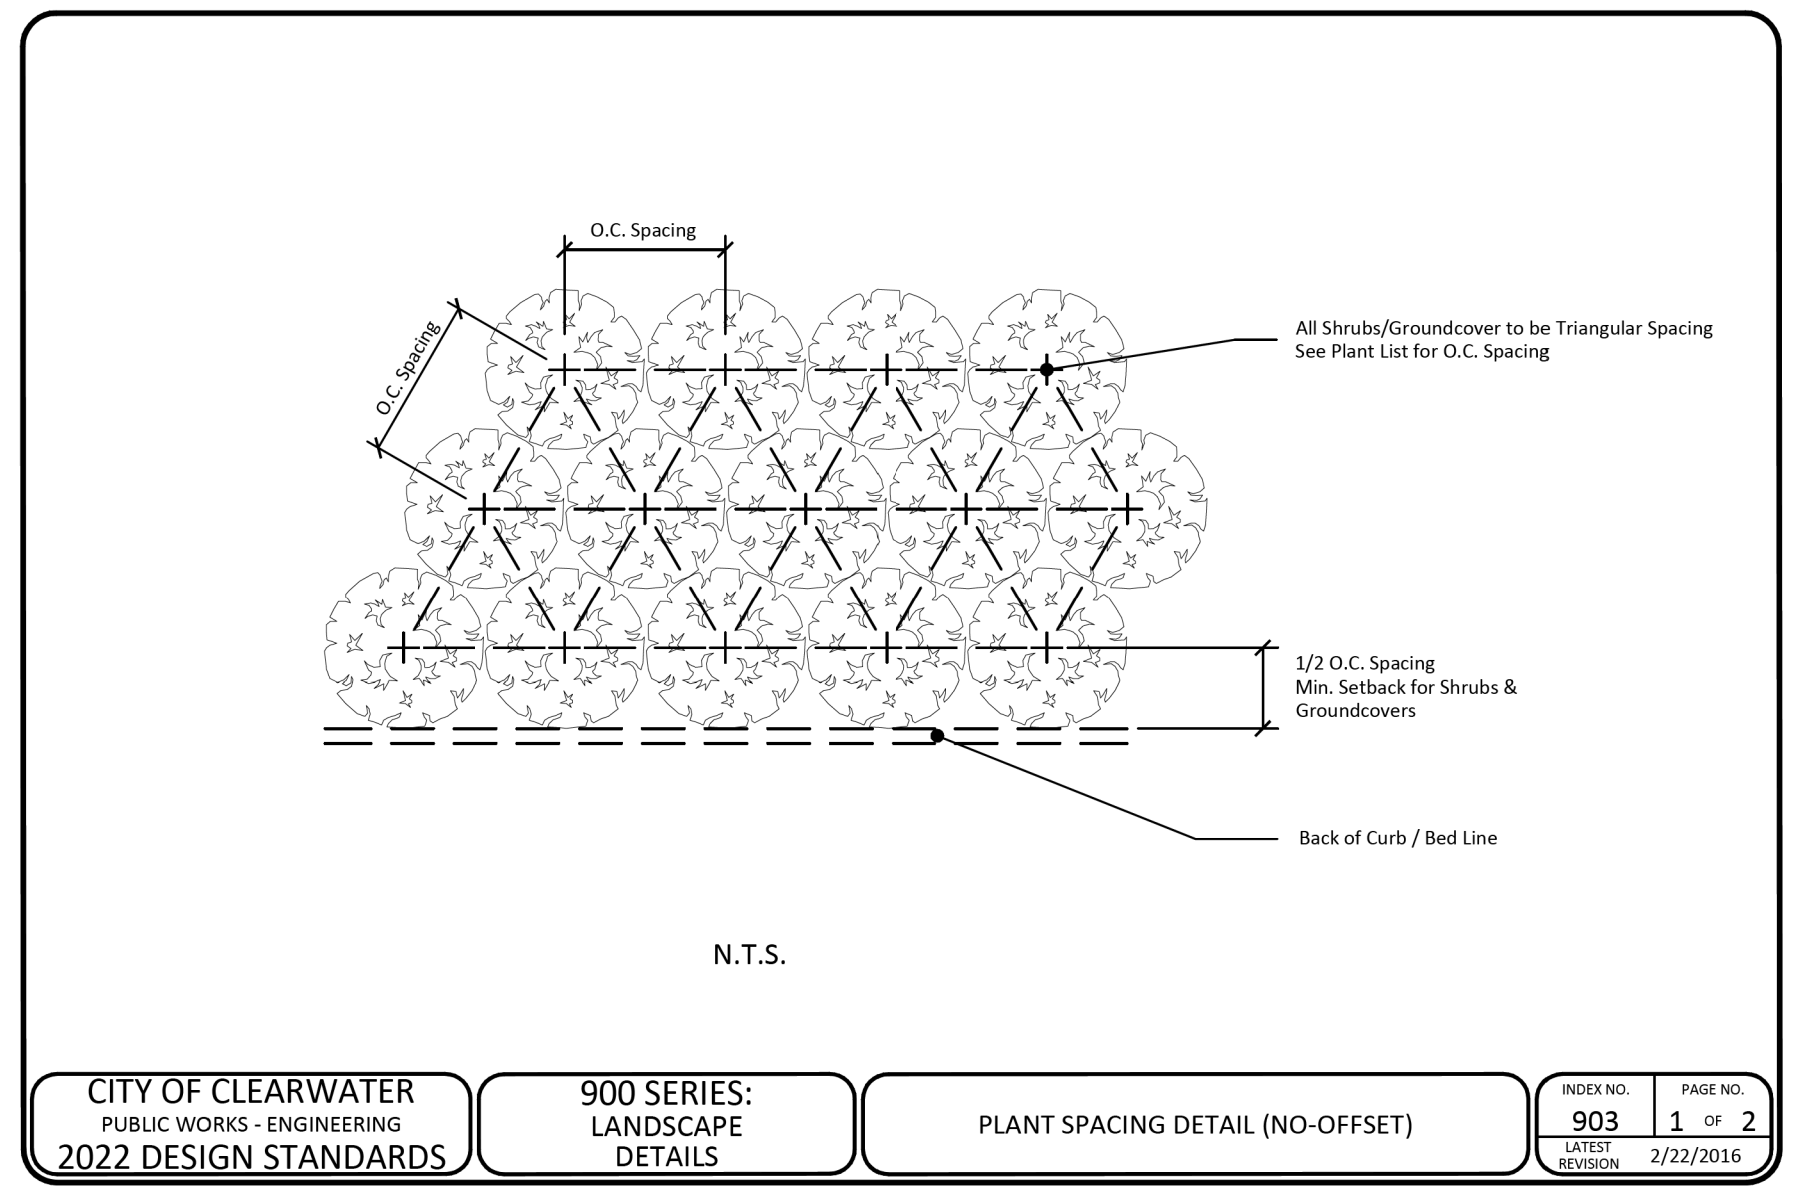 O.C. Spacing
O.C. Spacing
All Shrubs/Groundcover to be Triangular Spacing
See Plant List for O.C. Spacing
1/2 O.C. Spacing
Min. Setback for Shrubs &
Groundcovers
Back of Curb / Bed Line
N.T.S.
CITY OF CLEARWATER
PUBLIC WORKS - ENGINEERING
2022 DESIGN STANDARDS
900 SERIES:
LANDSCAPE
DETAILS
PLANT SPACING DETAIL (NO-OFFSET)
INDEX NO.
903
PAGE NO.
1 OF 2
LATEST
REVISION
2/22/2016